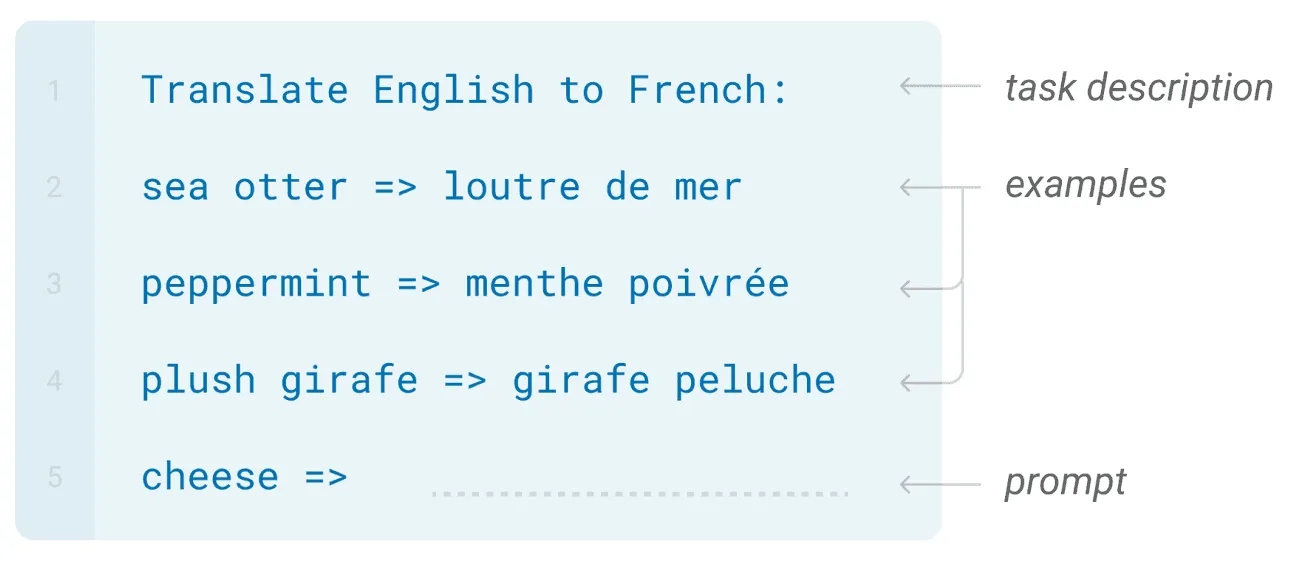 1 Translate English to French: task description
2 sea otter => loutre de mer examples
3 peppermint => menthe poivrée
4 plush girafe => girafe peluche
5 cheese => prompt